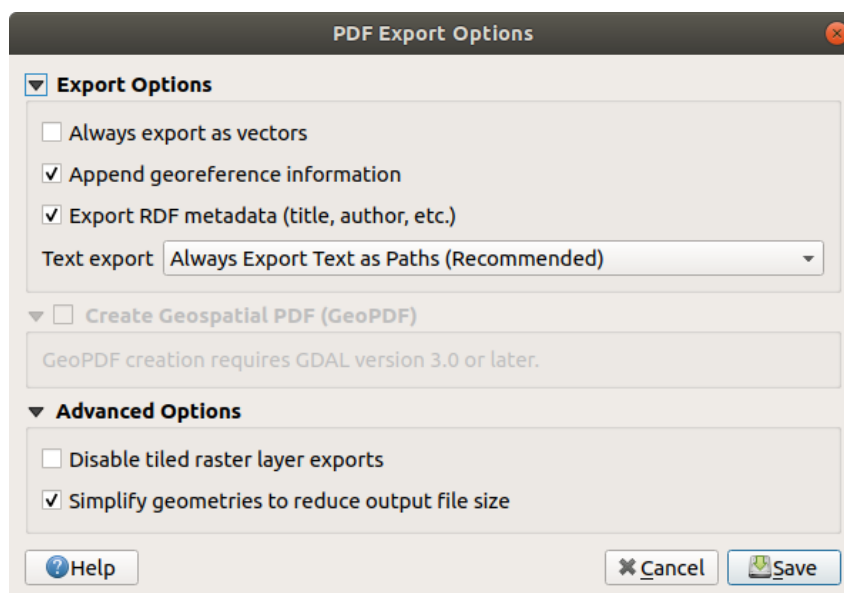 PDF Export Options
Export Options
Always export as vectors
Append georeference information
Export RDF metadata (title, author, etc.)
Text export Always Export Text as Paths (Recommended)
Create Geospatial PDF (GeoPDF)
GeoPDF creation requires GDAL version 3.0 or later.
Advanced Options
Disable tiled raster layer exports
Simplify geometries to reduce output file size
Help Cancel Save